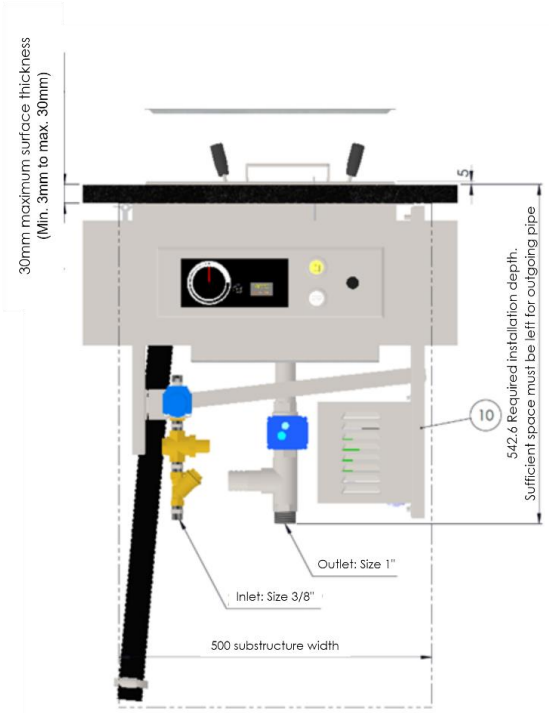 30mm maximum surface thickness
(Min. 3mm to max. 30mm)
5
10
542.6 Required installation depth.
Sufficient space must be left for outgoing pipe
Outlet: Size 1"
Inlet: Size 3/8"
500 substructure width